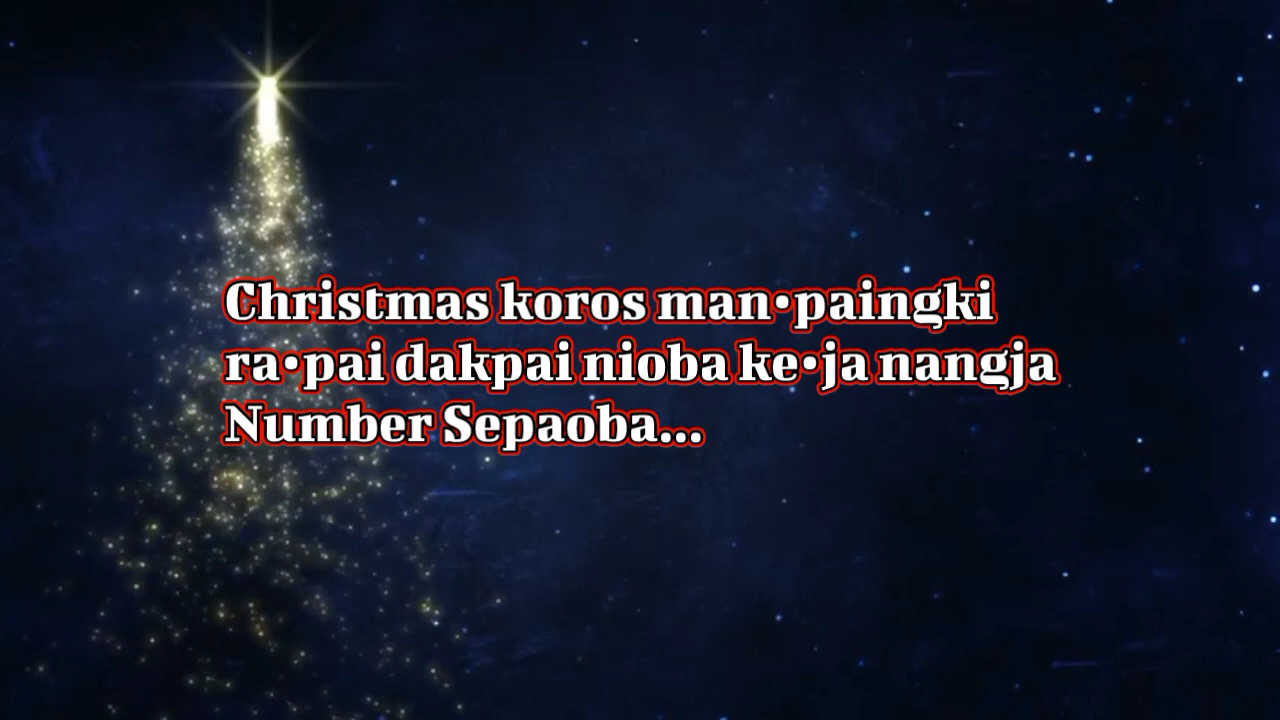 Christmas koros man•paingki
ra•pai dakpai nioba ke•ja nangja
Number Sepaoba...